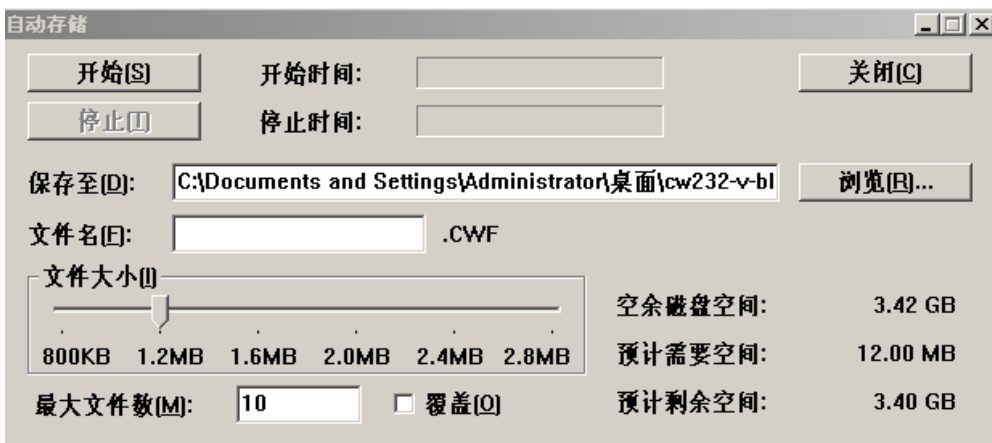 自动存储
开始(S) 开始时间: 关闭(C)
停止(T) 停止时间:
保存至(D): C:\Documents and Settings\Administrator\桌面\cw232-v-bl 浏览(R)...
文件名(F): .CWF
文件大小(I)
800KB 1.2MB 1.6MB 2.0MB 2.4MB 2.8MB
空余磁盘空间: 3.42 GB
预计需要空间: 12.00 MB
最大文件数(M): 10 覆盖(O) 预计剩余空间: 3.40 GB